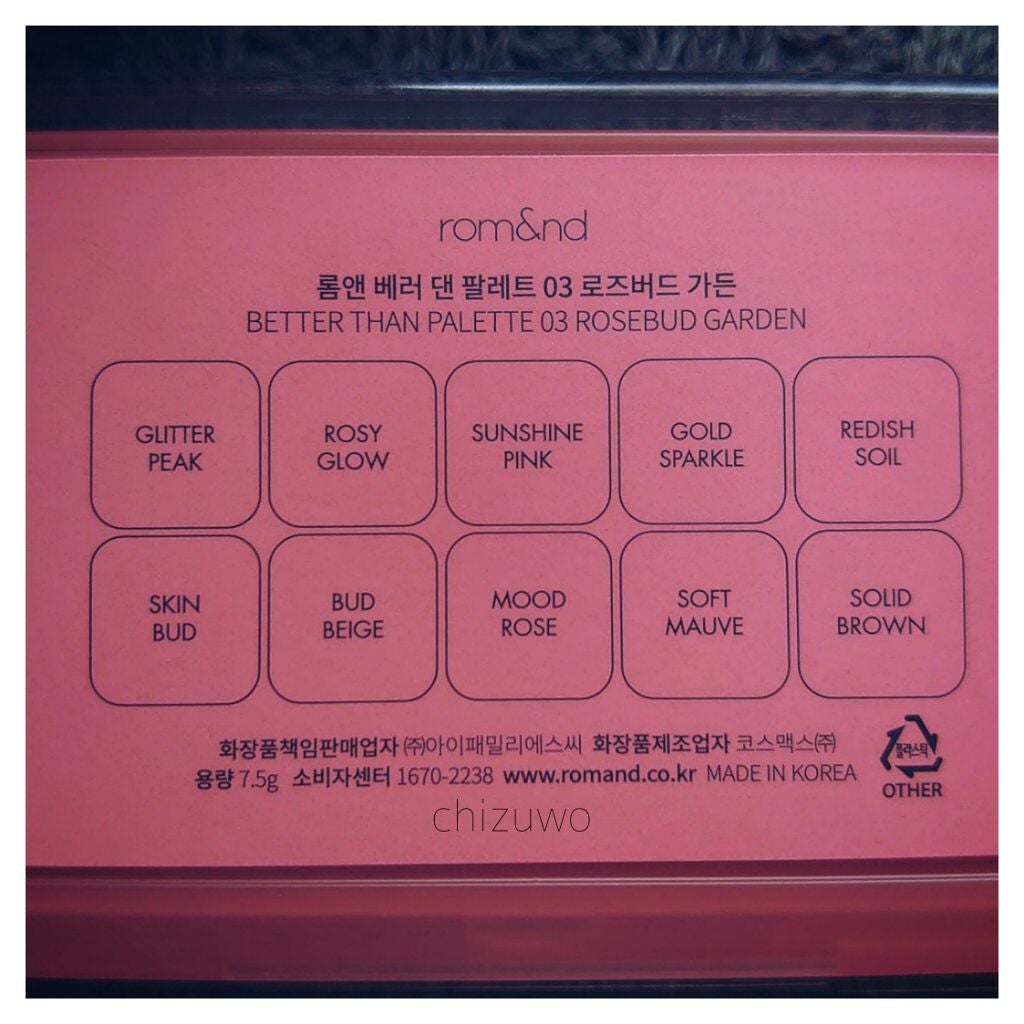 rom&nd
롬앤 베러 댄 팔레트 03 로즈버드 가든
BETTER THAN PALETTE 03 ROSEBUD GARDEN
GLITTER
PEAK
ROSY
GLOW
SUNSHINE
PINK
GOLD
SPARKLE
REDISH
SOIL
SKIN
BUD
BUD
BEIGE
MOOD
ROSE
SOFT
MAUVE
SOLID
BROWN
화장품책임판매업자 ㈜아이패밀리에스씨 화장품제조업자 코스맥스㈜
용량 7.5g 소비자센터 1670-2238 www.romand.co.kr MADE IN KOREA
플라스틱
OTHER
chizuwo